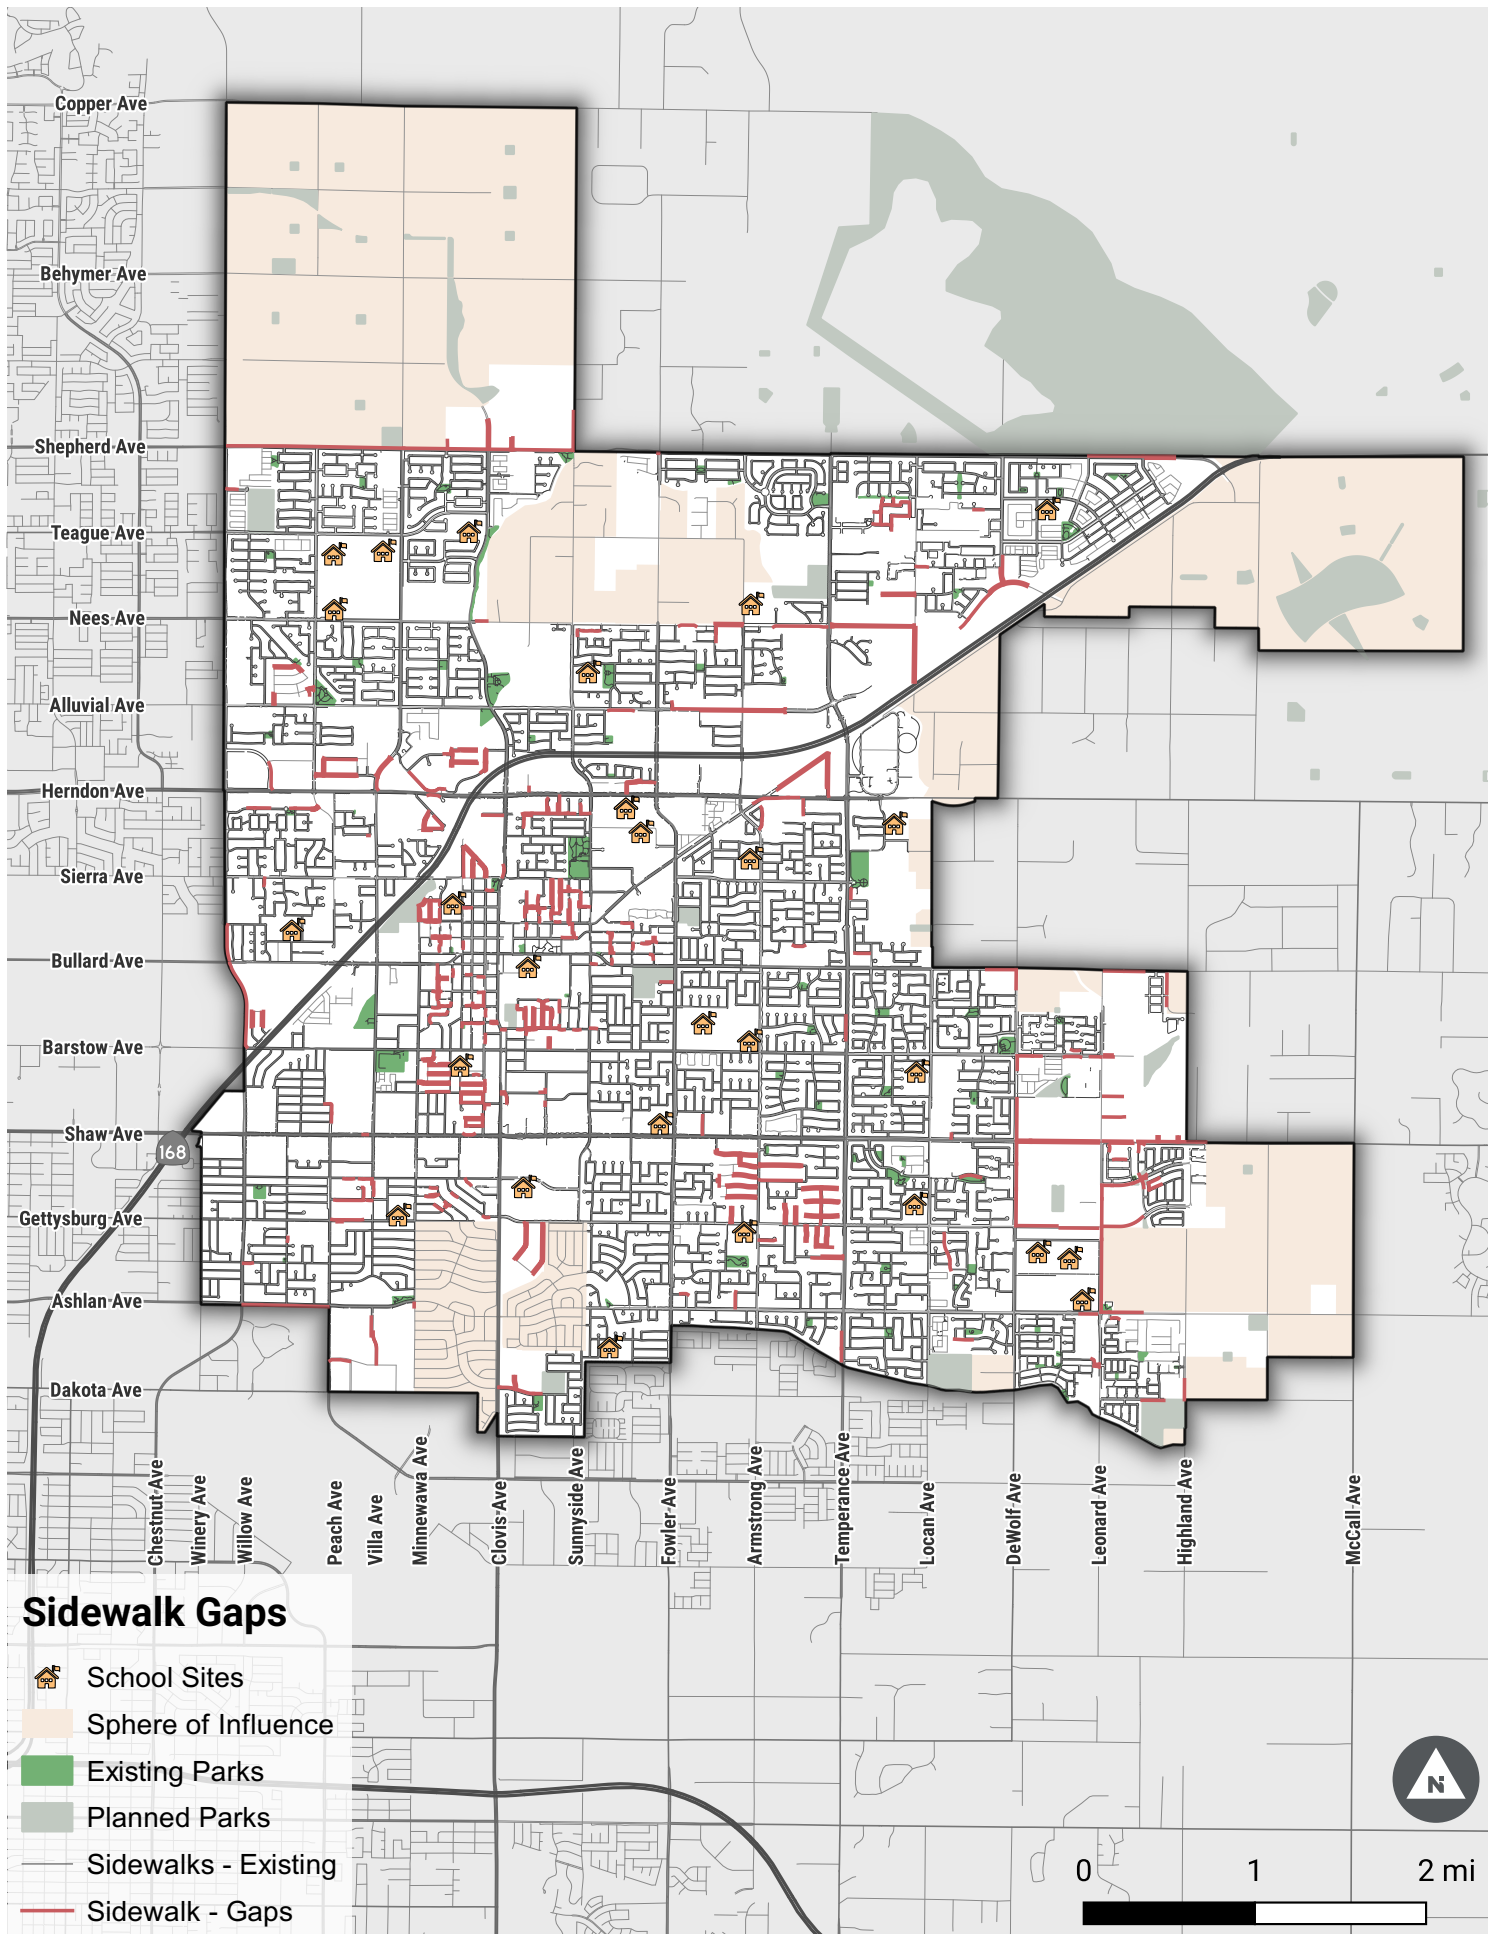 Copper Ave
Behymer Ave
Shepherd Ave
Teague Ave
Nees Ave
Alluvial Ave
Herndon Ave
Sierra Ave
Bullard Ave
Barstow Ave
Shaw Ave
168
Gettysburg Ave
Ashlan Ave
Dakota Ave
Chestnut Ave
Winery Ave
Willow Ave
Peach Ave
Villa Ave
Minnewawa Ave
Clovis Ave
Sunnyside Ave
Fowler Ave
Armstrong Ave
Temperance Ave
Locan Ave
DeWolf Ave
Leonard Ave
Highland Ave
McCall Ave
Sidewalk Gaps
School Sites
Sphere of Influence
Existing Parks
Planned Parks
Sidewalks - Existing
Sidewalk - Gaps
N
0 1 2 mi